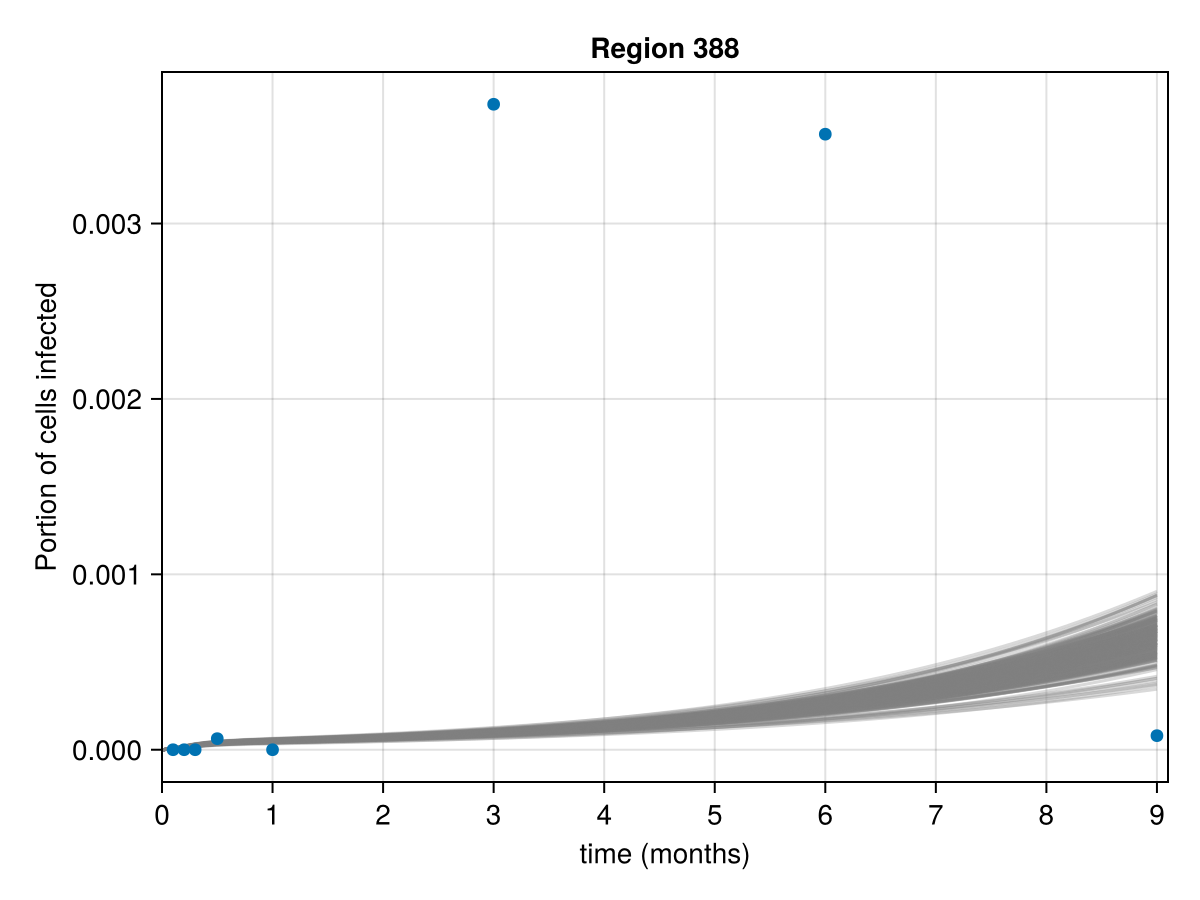 Region 388
Portion of cells infected
0.003
0.002
0.001
0.000
0 1 2 3 4 5 6 7 8 9
time (months)